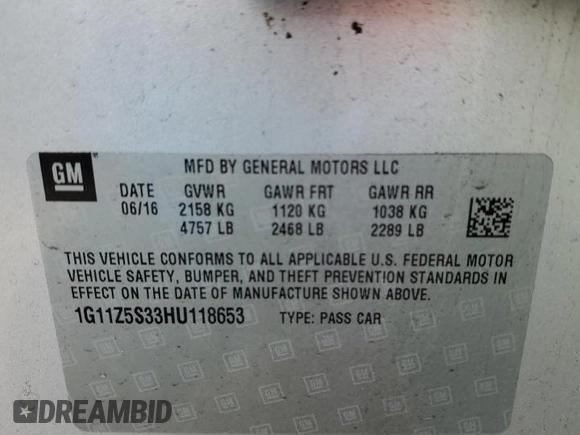 GM
MFD BY GENERAL MOTORS LLC
DATE GVWR GAWR FRT GAWR RR
06/16 2158 KG 1120 KG 1038 KG
4757 LB 2468 LB 2289 LB
THIS VEHICLE CONFORMS TO ALL APPLICABLE U.S. FEDERAL MOTOR
VEHICLE SAFETY, BUMPER, AND THEFT PREVENTION STANDARDS IN
EFFECT ON THE DATE OF MANUFACTURE SHOWN ABOVE.
1G11Z5S33HU118653 TYPE: PASS CAR
DREAMBID